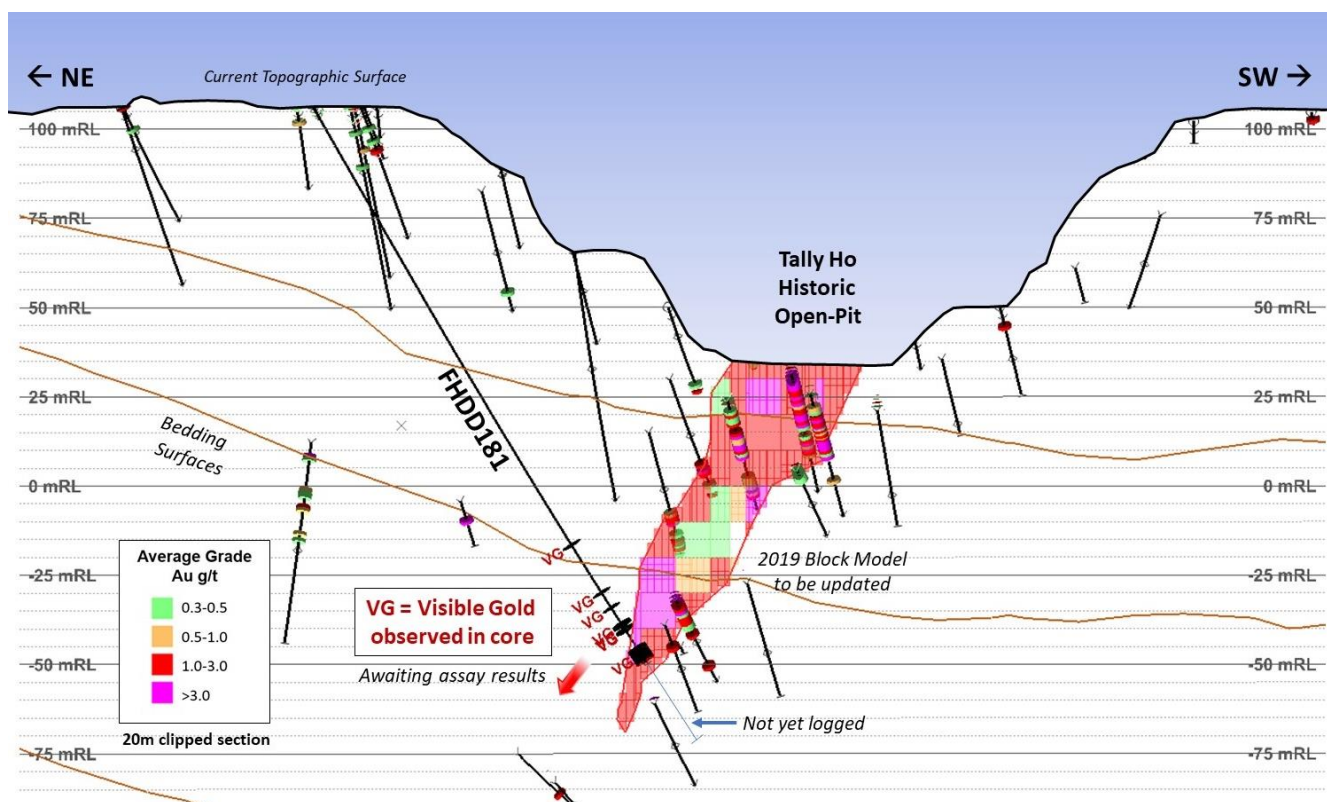 ← NE
Current Topographic Surface
SW →
100 mRL
100 mRL
75 mRL
75 mRL
Tally Ho
Historic
Open-Pit
50 mRL
50 mRL
25 mRL
25 mRL
FHDD181
Bedding
Surfaces
0 mRL
0 mRL
VG
2019 Block Model
to be updated
-25 mRL
-25 mRL
Average Grade
Au g/t
0.3-0.5
0.5-1.0
1.0-3.0
>3.0
20m clipped section
VG = Visible Gold
observed in core
Awaiting assay results
VG
VG
VG
VG
VG
-50 mRL
-50 mRL
Not yet logged
-75 mRL
-75 mRL